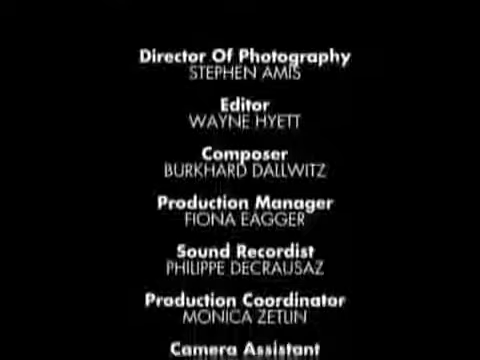 Director Of Photography
STEPHEN AMIS
Editor
WAYNE HYETT
Composer
BURKHARD DALLWITZ
Production Manager
FIONA EAGGER
Sound Recordist
PHILIPPE DECRAUSAZ
Production Coordinator
MONICA ZETLIN
Camera Assistant